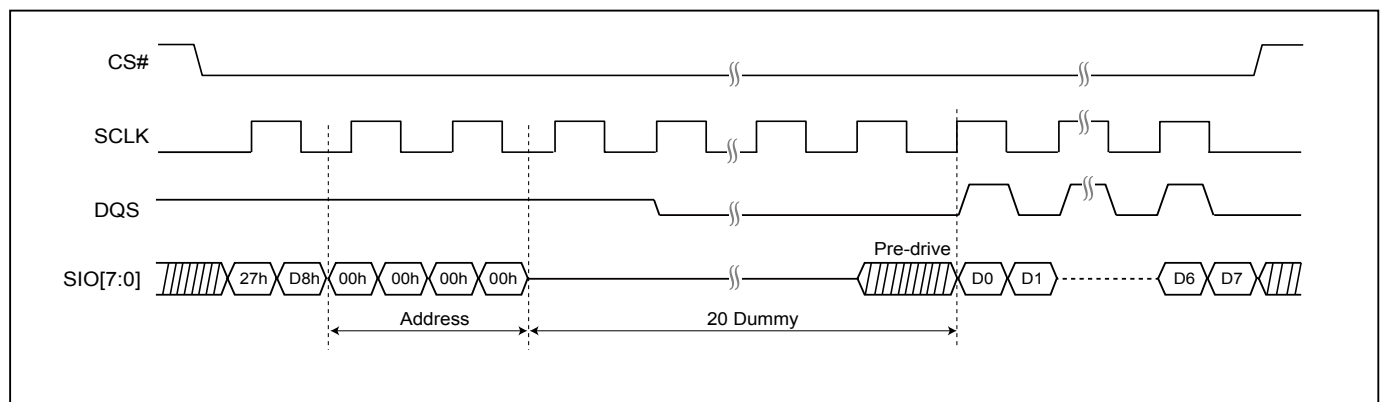 CS#
SCLK
DQS
Pre-drive
SIO[7:0] 27h D8h 00h 00h 00h 00h D0 D1 D6 D7
Address 20 Dummy